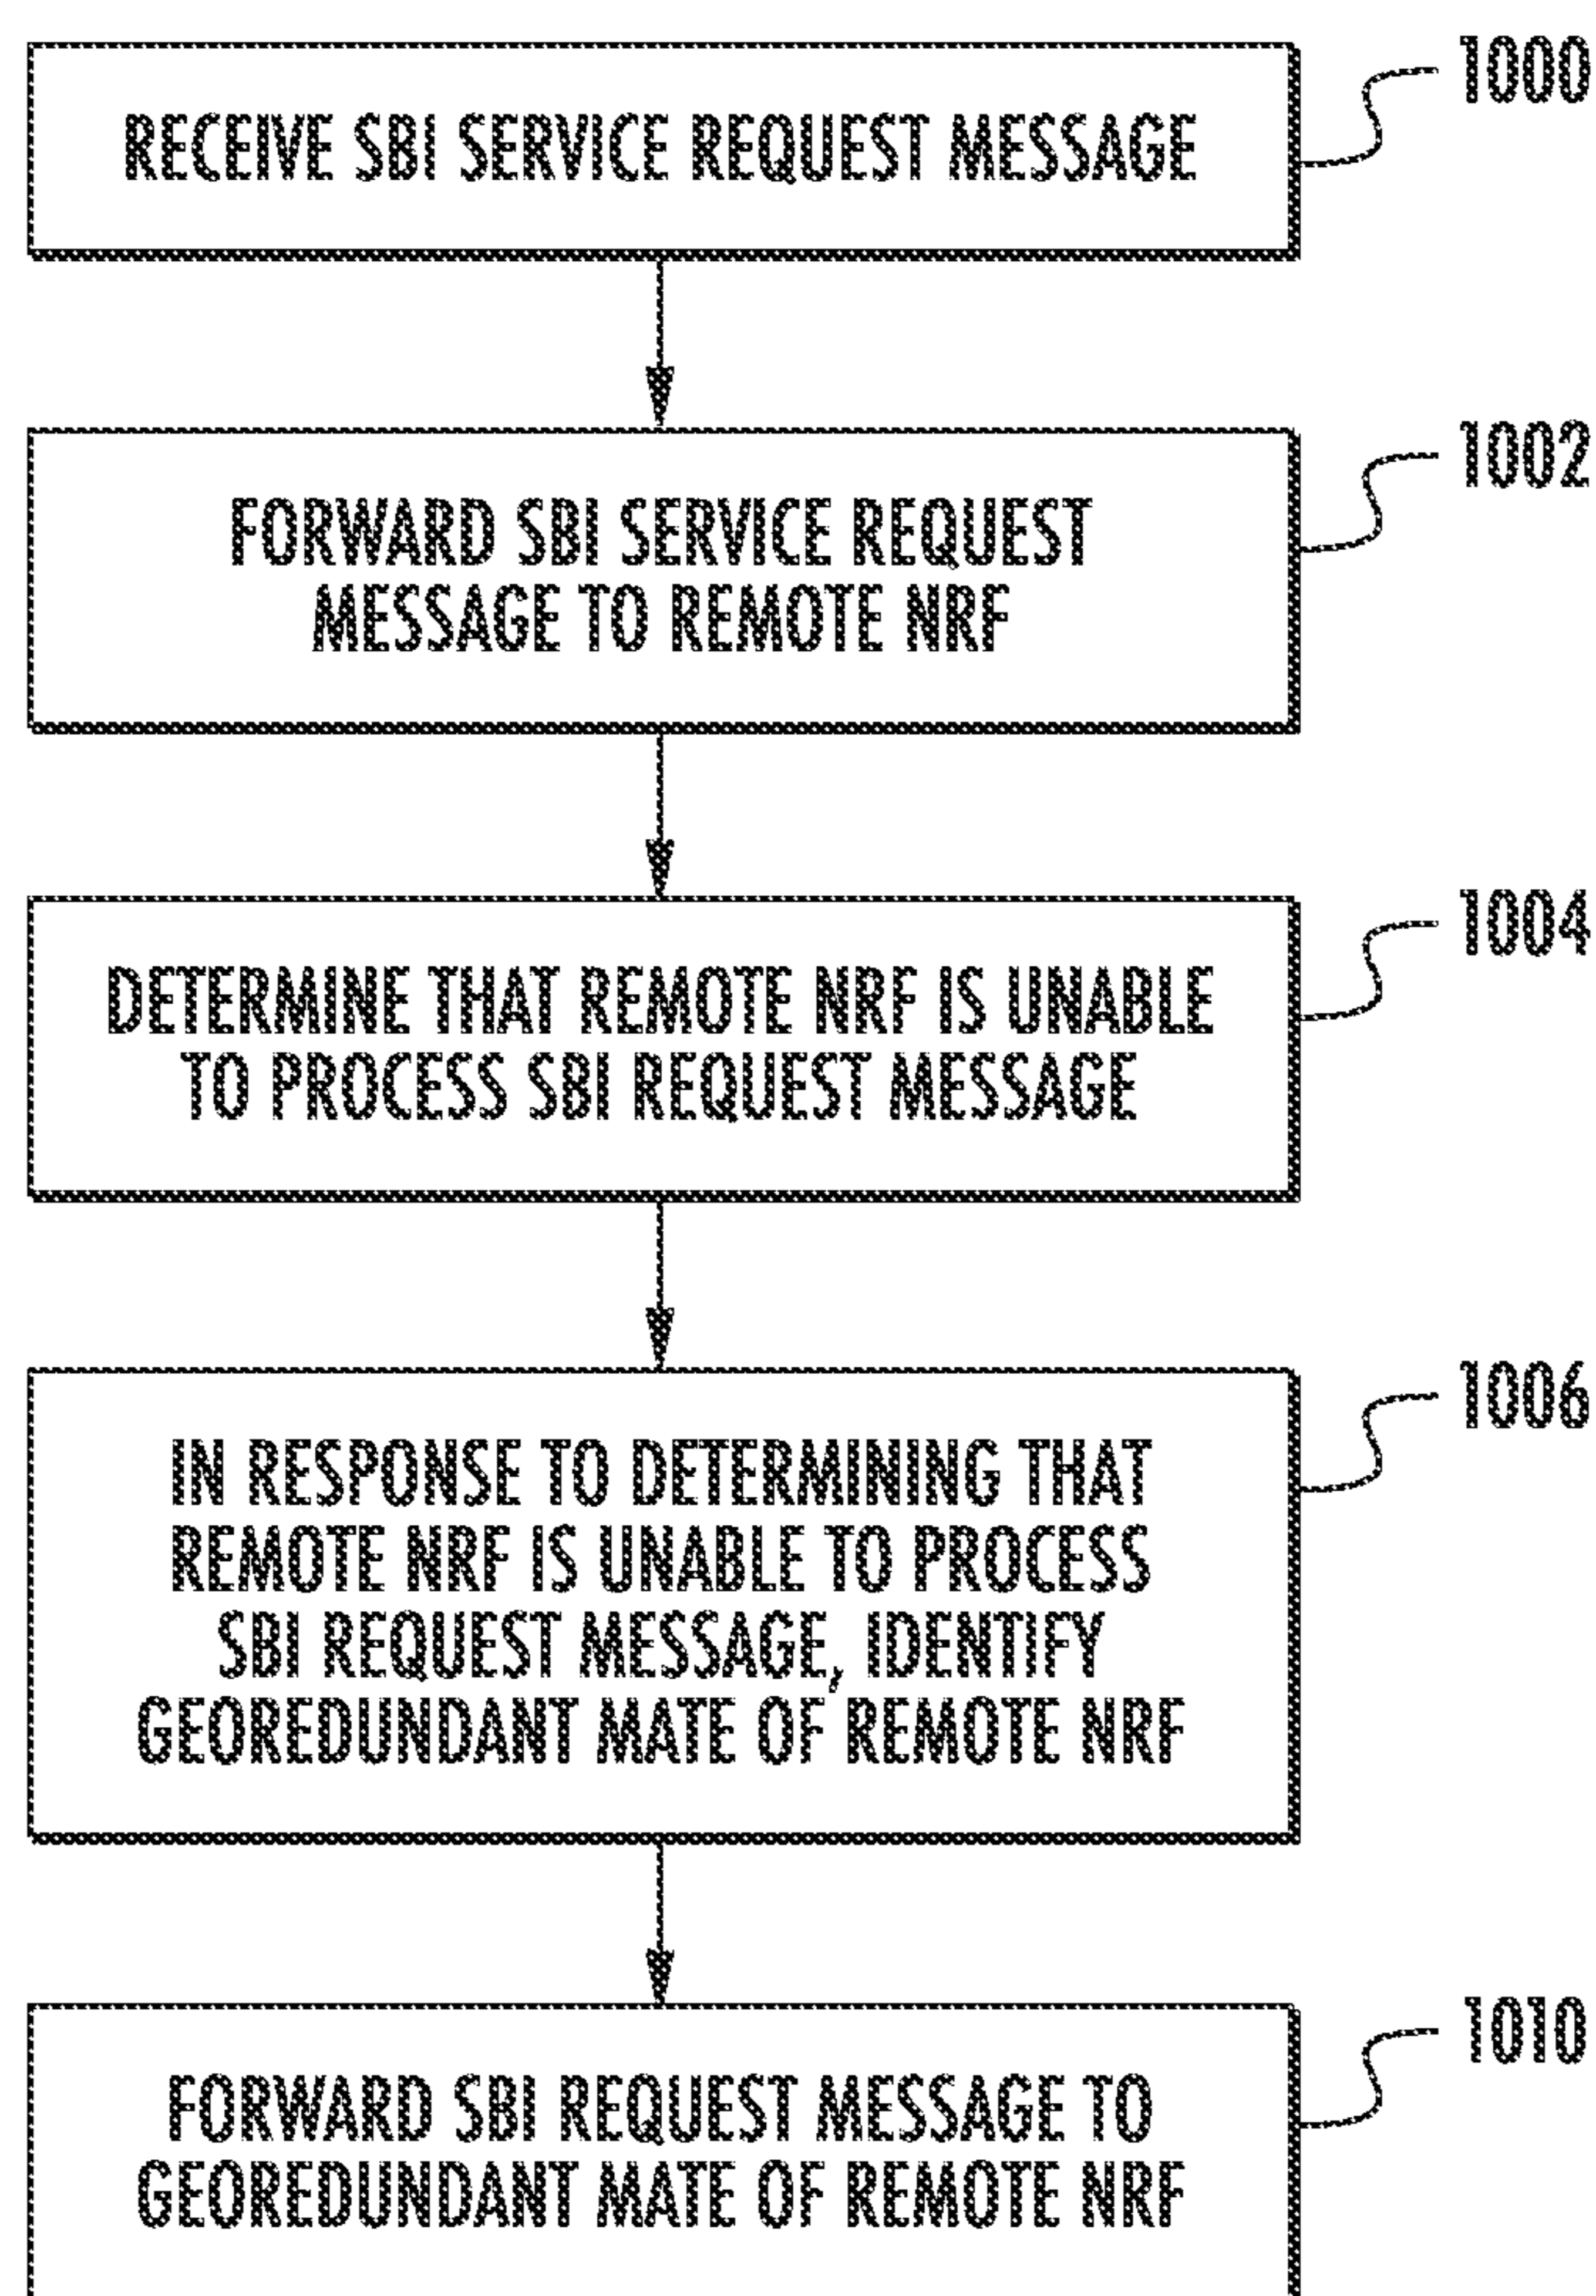 RECEIVE SBI SERVICE REQUEST MESSAGE
1000
FORWARD SBI SERVICE REQUEST
MESSAGE TO REMOTE NRF
1002
DETERMINE THAT REMOTE NRF IS UNABLE
TO PROCESS SBI REQUEST MESSAGE
1004
IN RESPONSE TO DETERMINING THAT
REMOTE NRF IS UNABLE TO PROCESS
SBI REQUEST MESSAGE, IDENTIFY
GEOREDUNDANT MATE OF REMOTE NRF
1006
FORWARD SBI REQUEST MESSAGE TO
GEOREDUNDANT MATE OF REMOTE NRF
1010